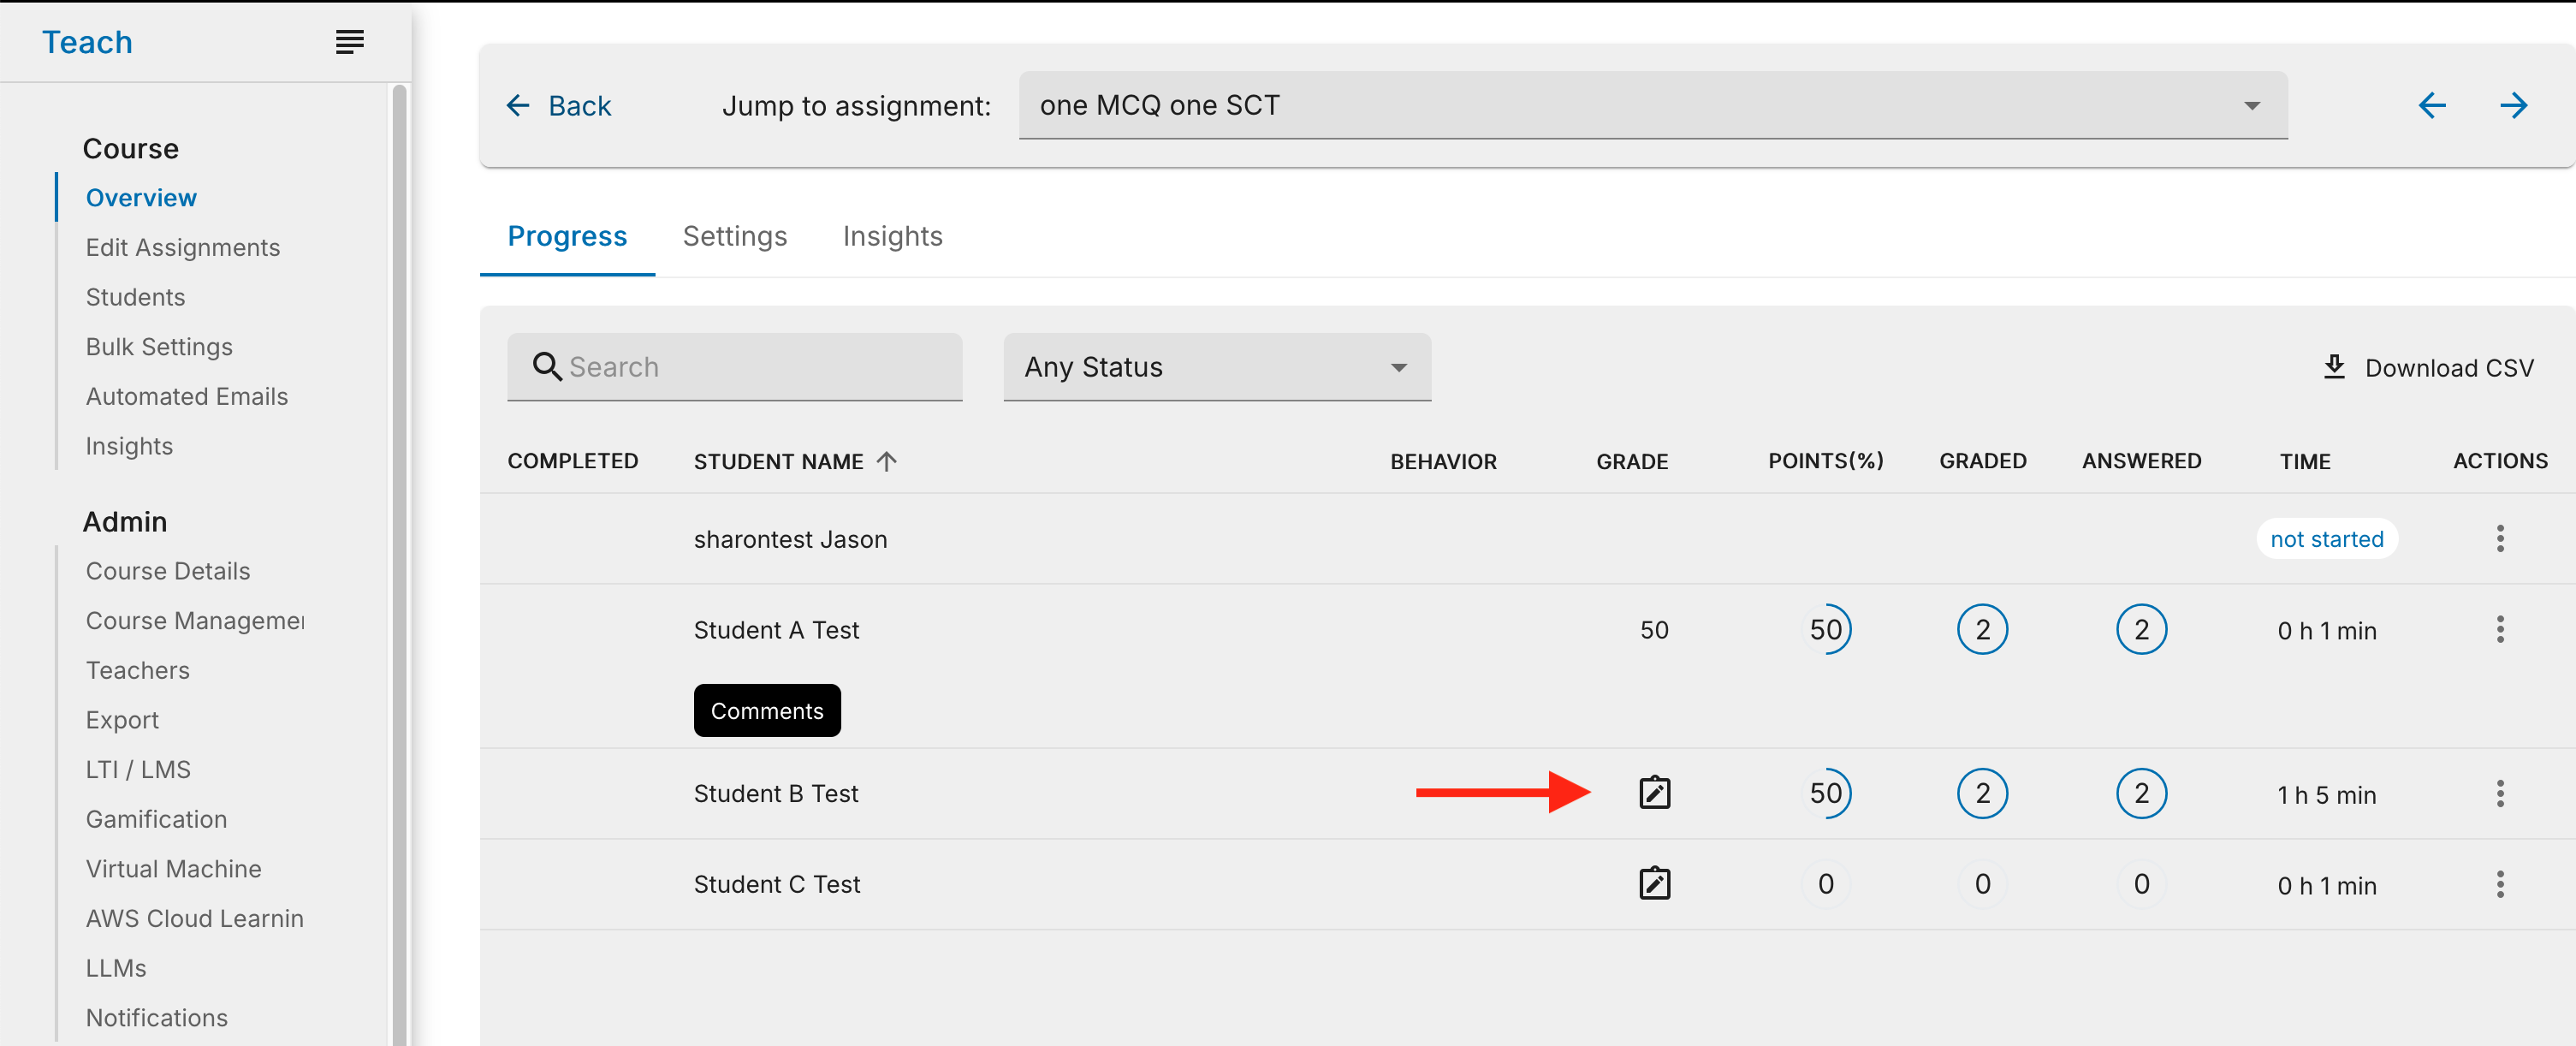 Teach
Course
Overview
Edit Assignments
Students
Bulk Settings
Automated Emails
Insights
Admin
Course Details
Course Managemer
Teachers
Export
LTI / LMS
Gamification
Virtual Machine
AWS Cloud Learnin
LLMs
Notifications
Back Jump to assignment: one MCQ one SCT
Progress Settings Insights
Search Any Status Download CSV
COMPLETED STUDENT NAME BEHAVIOR GRADE POINTS(%) GRADED ANSWERED TIME ACTIONS
sharontest Jason not started
Student A Test 50 50 2 2 0 h 1 min
Comments
Student B Test 50 2 2 1 h 5 min
Student C Test 0 0 0 0 h 1 min